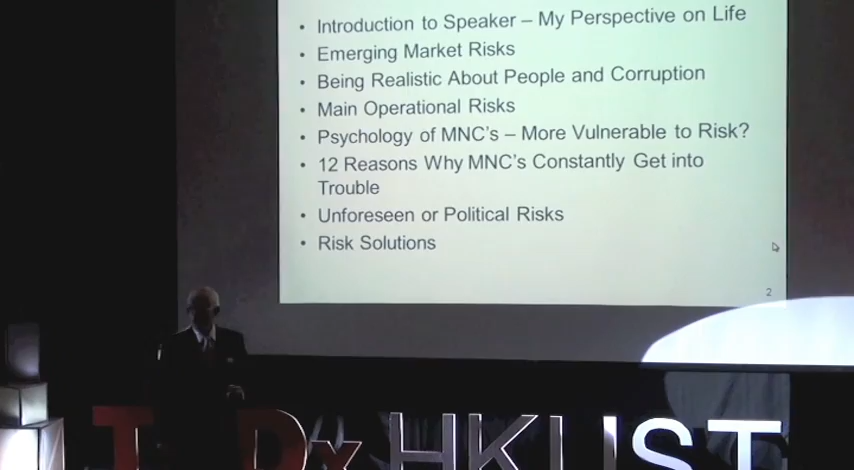 • Introduction to Speaker – My Perspective on Life
• Emerging Market Risks
• Being Realistic About People and Corruption
• Main Operational Risks
• Psychology of MNC's – More Vulnerable to Risk?
• 12 Reasons Why MNC's Constantly Get into
Trouble
• Unforeseen or Political Risks
• Risk Solutions
2
TEDxHKUST